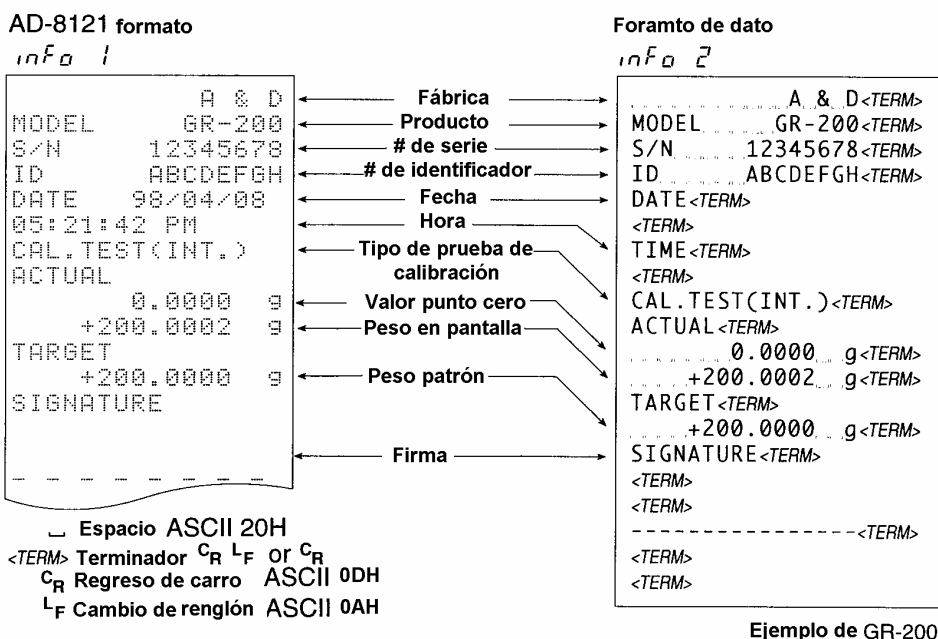 AD-8121 formato
info 1
A & D
MODEL GR-200
S/N 12345678
ID ABCDEFGH
DATE 98/04/08
05:21:42 PM
CAL.TEST(INT.)
ACTUAL
0.0000 g
+200.0002 g
TARGET
+200.0000 g
SIGNATURE
- - - - - - - -
Fábrica
Producto
# de serie
# de identificador
Fecha
Hora
Tipo de prueba de
calibración
Valor punto cero
Peso en pantalla
Peso patrón
Firma
Foramto de dato
info 2
␣␣␣␣␣␣␣␣␣␣␣A␣&␣D<TERM>
MODEL␣␣␣␣␣GR-200<TERM>
S/N␣␣␣␣␣12345678<TERM>
ID␣␣␣␣␣␣ABCDEFGH<TERM>
DATE<TERM>
<TERM>
TIME<TERM>
<TERM>
CAL.TEST(INT.)<TERM>
ACTUAL<TERM>
␣␣␣␣␣␣␣0.0000␣␣g<TERM>
␣␣␣␣+200.0002␣␣g<TERM>
TARGET<TERM>
␣␣␣␣+200.0000␣␣g<TERM>
SIGNATURE<TERM>
<TERM>
<TERM>
----------------<TERM>
<TERM>
<TERM>
␣ Espacio ASCII 20H
<TERM> Terminador CR LF or CR
CR Regreso de carro ASCII 0DH
LF Cambio de renglón ASCII 0AH
Ejemplo de GR-200